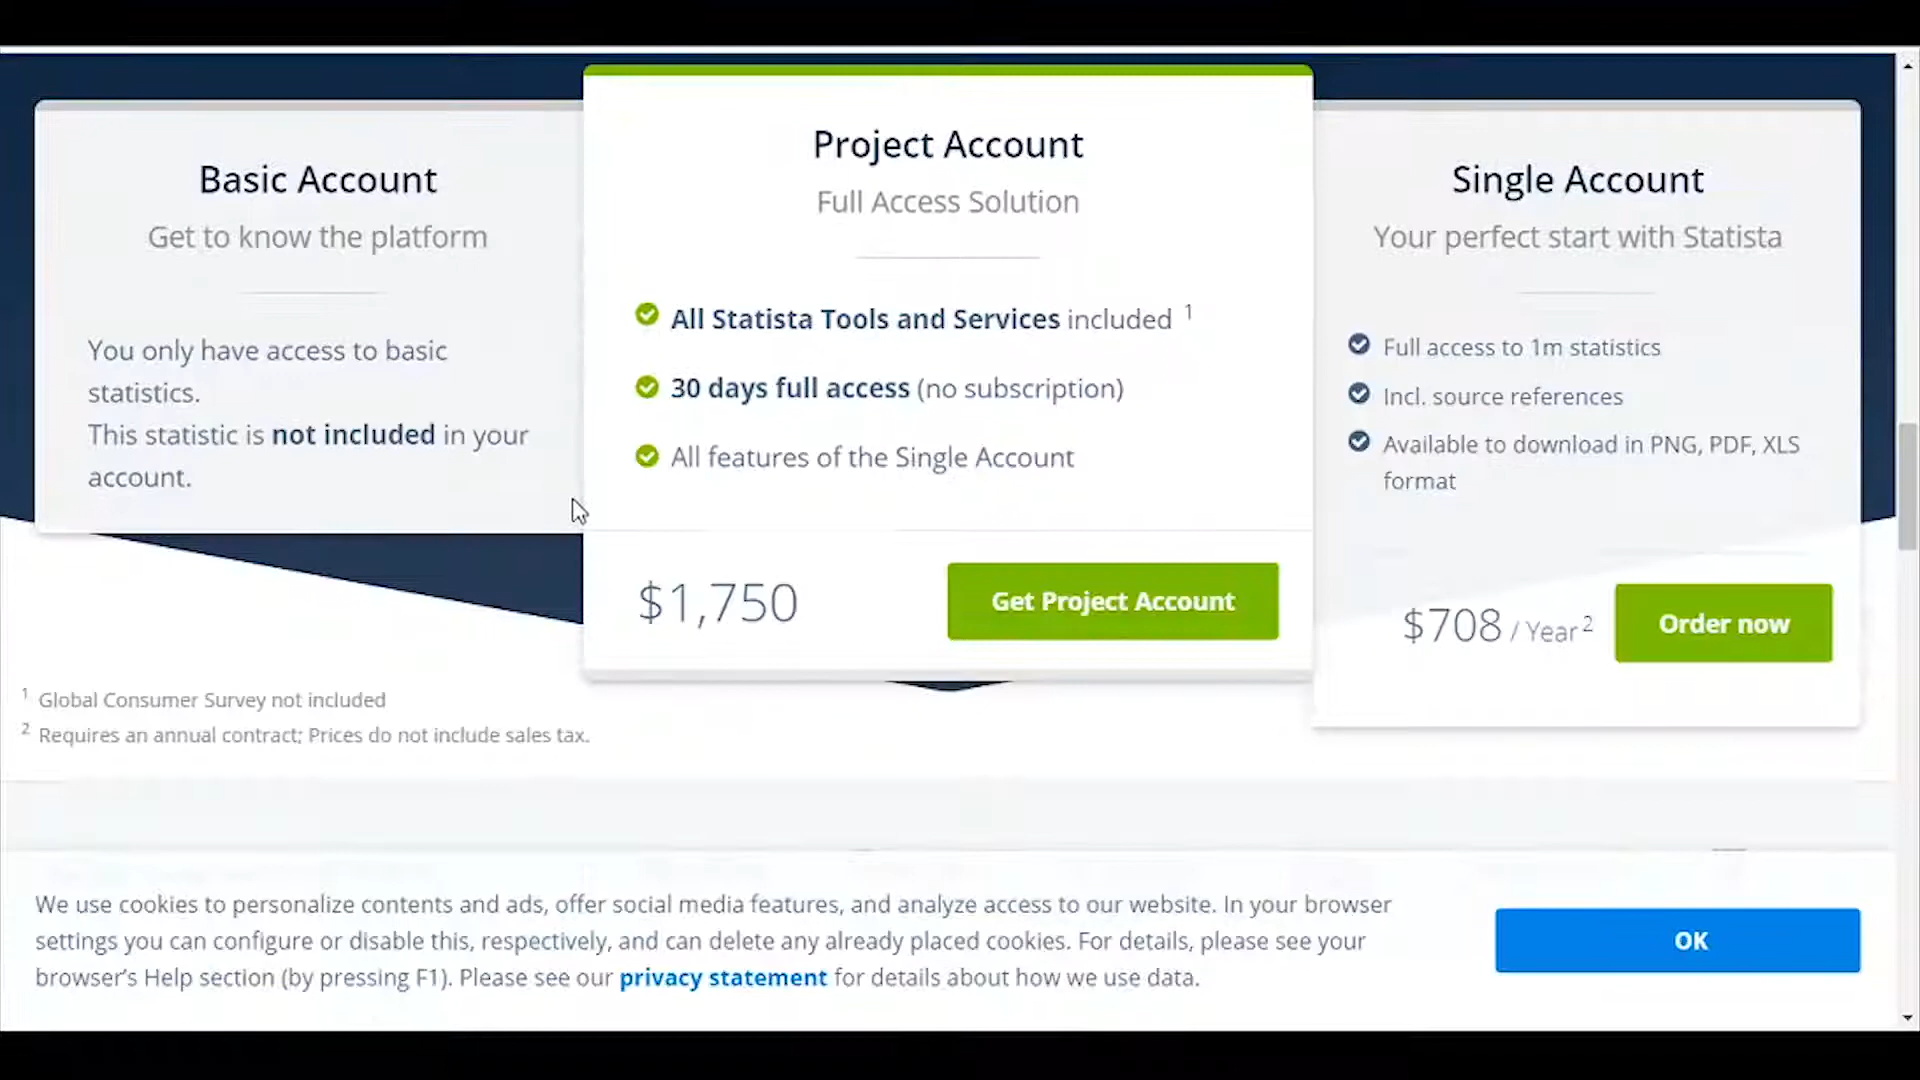 Basic Account
Get to know the platform
You only have access to basic
statistics.
This statistic is not included in your
account.
Project Account
Full Access Solution
All Statista Tools and Services included 1
30 days full access (no subscription)
All features of the Single Account
$1,750
Get Project Account
Single Account
Your perfect start with Statista
Full access to 1m statistics
Incl. source references
Available to download in PNG, PDF, XLS
format
$708 / Year 2
Order now
1 Global Consumer Survey not included
2 Requires an annual contract; Prices do not include sales tax.
We use cookies to personalize contents and ads, offer social media features, and analyze access to our website. In your browser
settings you can configure or disable this, respectively, and can delete any already placed cookies. For details, please see your
browser's Help section (by pressing F1). Please see our privacy statement for details about how we use data.
OK